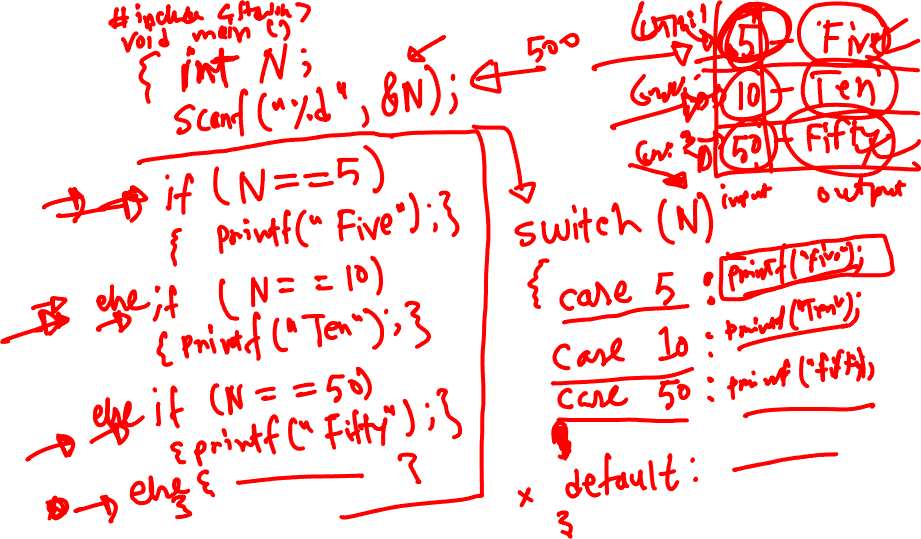 void main ()
{ int N;
scanf("%d", &N);
500
if (N==5)
{ printf("Five");}
else if (N==10)
{ printf("Ten");}
else if (N==50)
{ printf("Fifty");}
else { }
}
5 - Five
10 - Ten
50 - Fifty
input output
switch (N)
{ case 5 : printf("five");
case 10 : printf("Ten");
case 50 : printf("fifty);
default :
}